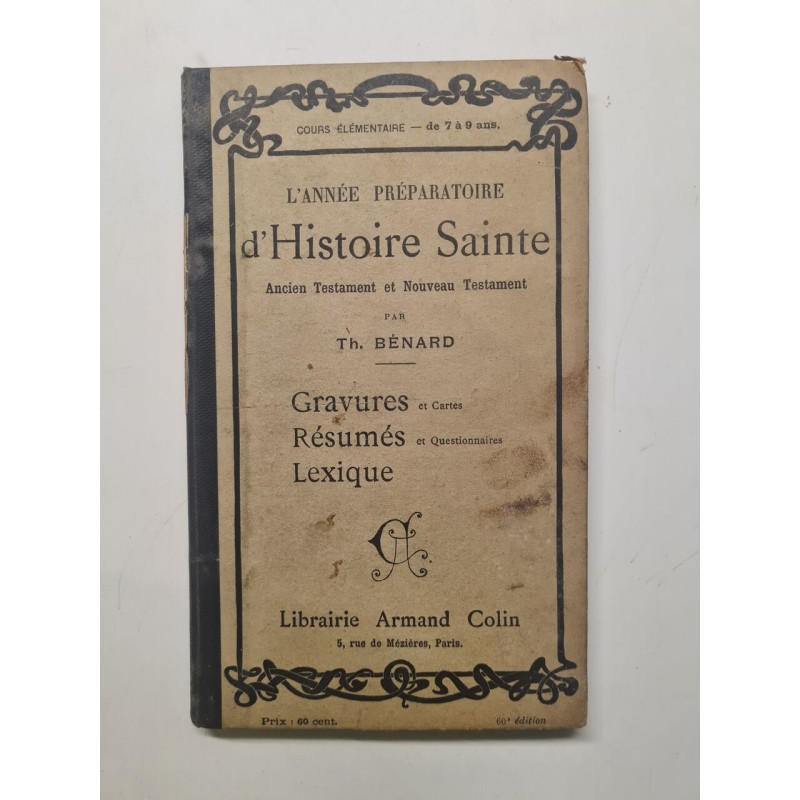 COURS ÉLÉMENTAIRE — de 7 à 9 ans.
L'ANNÉE PRÉPARATOIRE
d'Histoire Sainte
Ancien Testament et Nouveau Testament
PAR
Th. BÉNARD
Gravures et Cartes
Résumés et Questionnaires
Lexique
AC
Librairie Armand Colin
5, rue de Mézières, Paris.
Prix : 60 cent. 60e édition